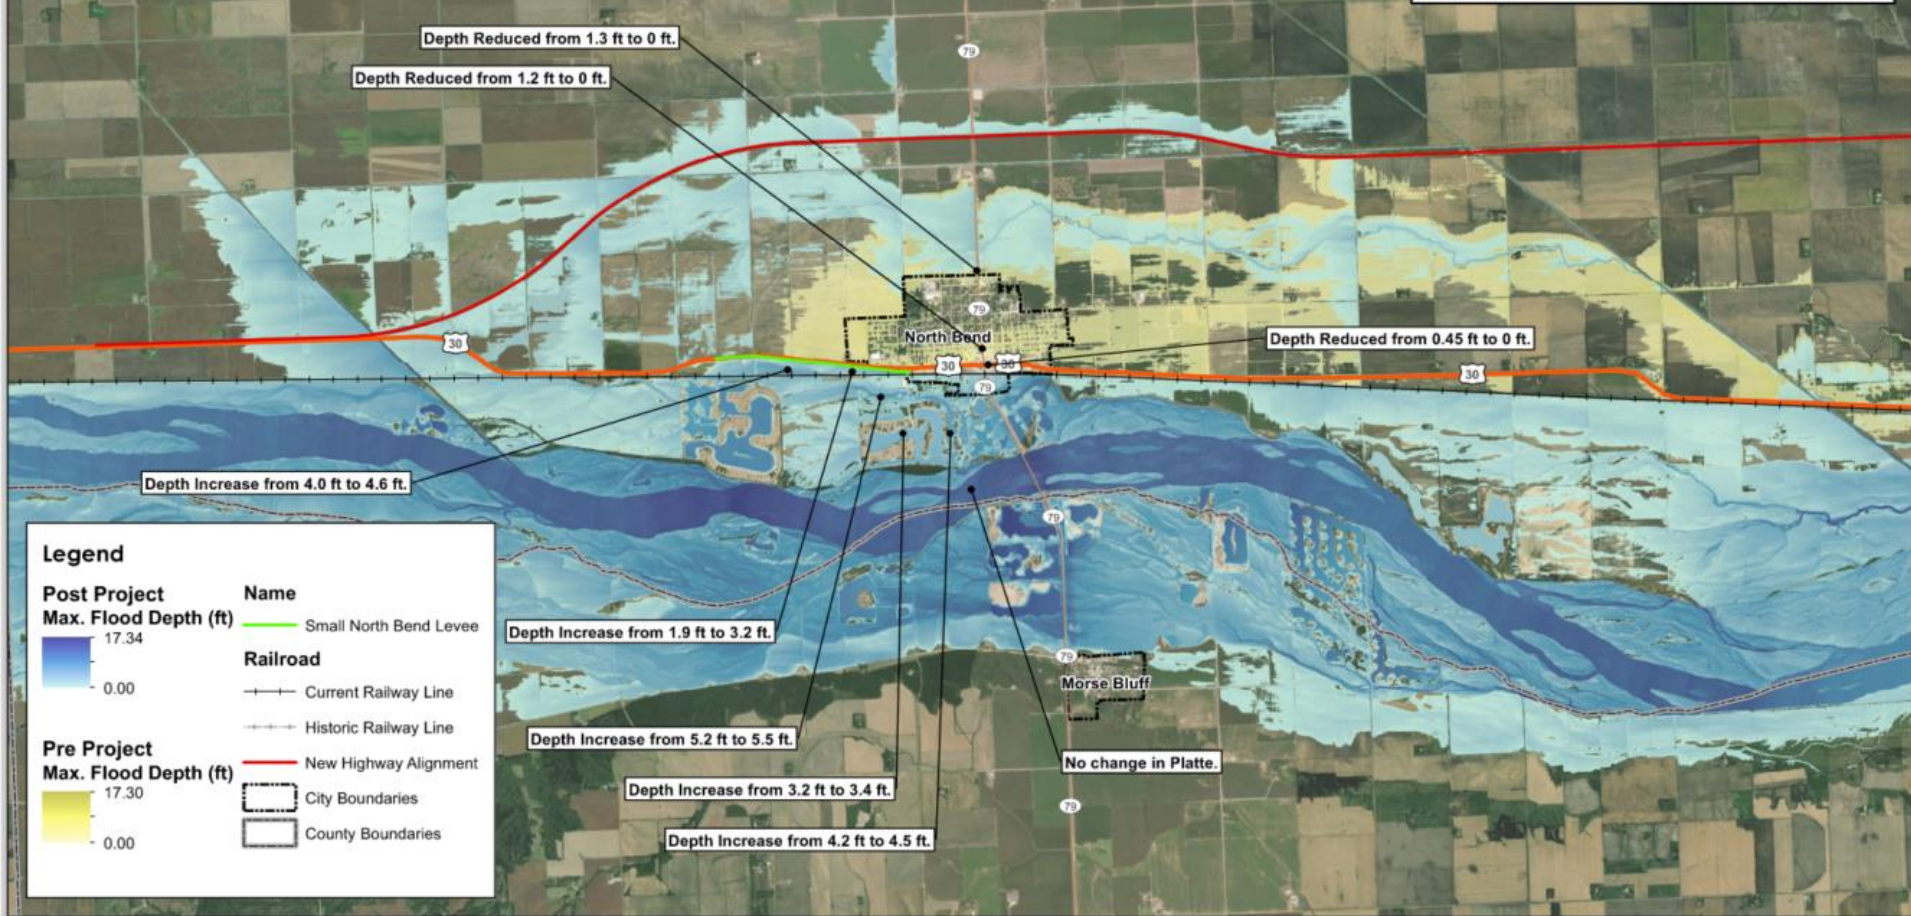 Depth Reduced from 1.3 ft to 0 ft.
79
Depth Reduced from 1.2 ft to 0 ft.
79
North Bend
Depth Reduced from 0.45 ft to 0 ft.
30
30
30
30
79
Depth Increase from 4.0 ft to 4.6 ft.
79
Legend
Post Project
Max. Flood Depth (ft)
17.34
0.00
Pre Project
Max. Flood Depth (ft)
17.30
0.00
Name
Small North Bend Levee
Railroad
Current Railway Line
Historic Railway Line
New Highway Alignment
City Boundaries
County Boundaries
Depth Increase from 1.9 ft to 3.2 ft.
79
Morse Bluff
Depth Increase from 5.2 ft to 5.5 ft.
No change in Platte.
Depth Increase from 3.2 ft to 3.4 ft.
79
Depth Increase from 4.2 ft to 4.5 ft.